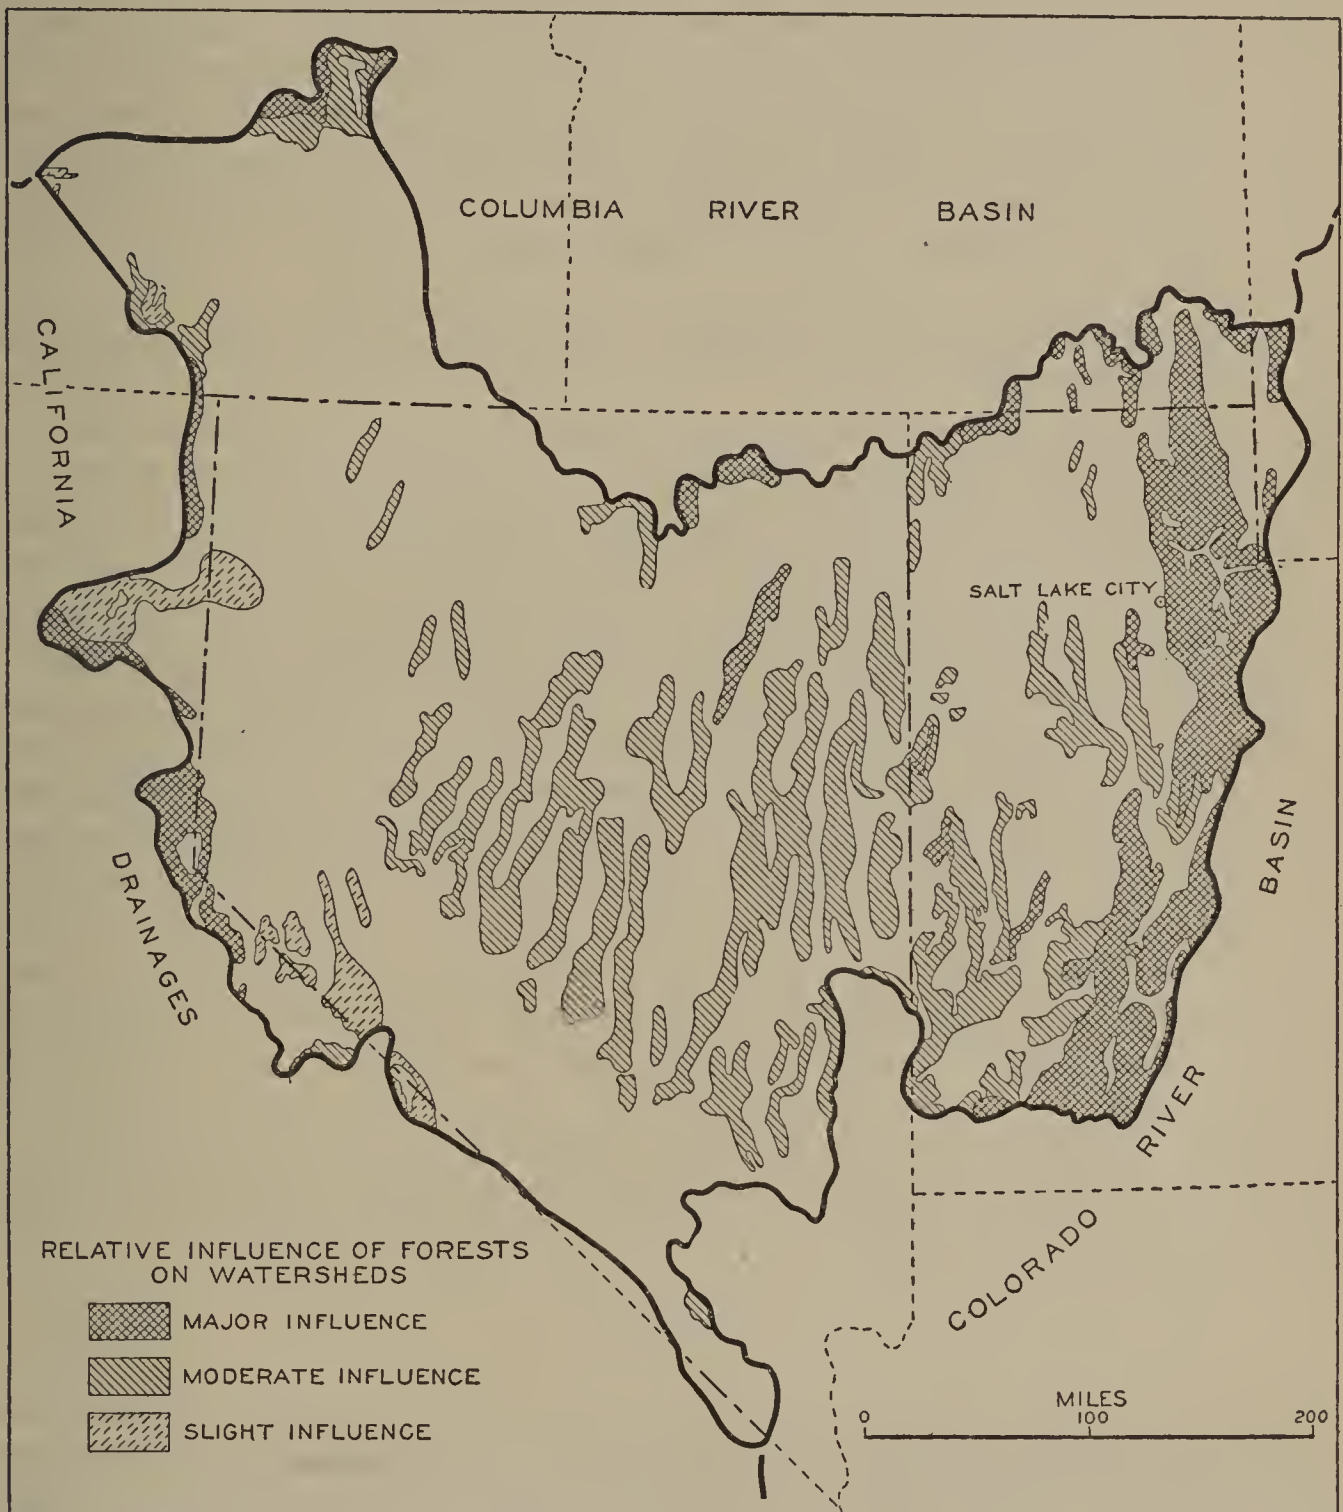 COLUMBIA RIVER BASIN
CALIFORNIA
DRAINAGES
SALT LAKE CITY
BASIN
RIVER
COLORADO
RELATIVE INFLUENCE OF FORESTS
ON WATERSHEDS
MAJOR INFLUENCE
MODERATE INFLUENCE
SLIGHT INFLUENCE
MILES
0 100 200